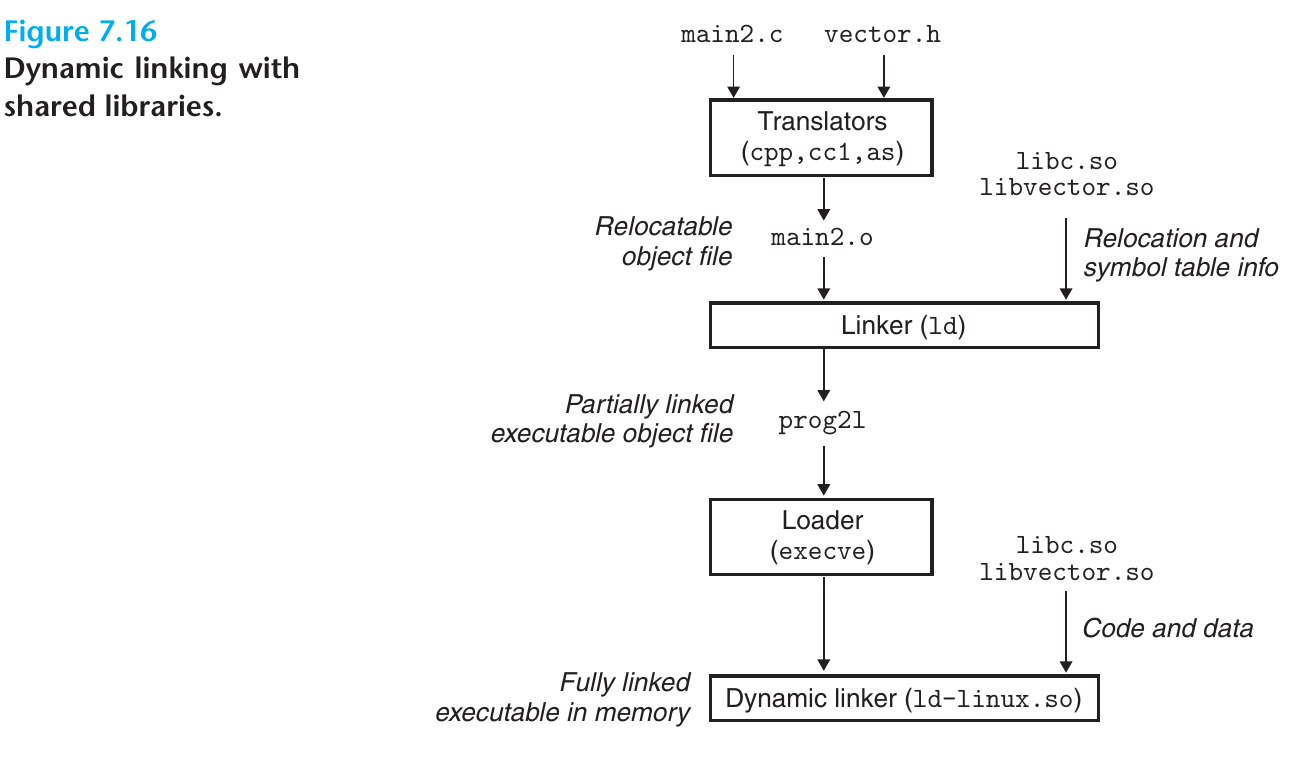 Figure 7.16
Dynamic linking with
shared libraries.
main2.c vector.h
Translators
(cpp,cc1,as)
libc.so
libvector.so
Relocatable
object file
main2.o
Relocation and
symbol table info
Linker (ld)
Partially linked
executable object file
prog2l
Loader
(execve)
libc.so
libvector.so
Code and data
Fully linked
executable in memory
Dynamic linker (ld-linux.so)